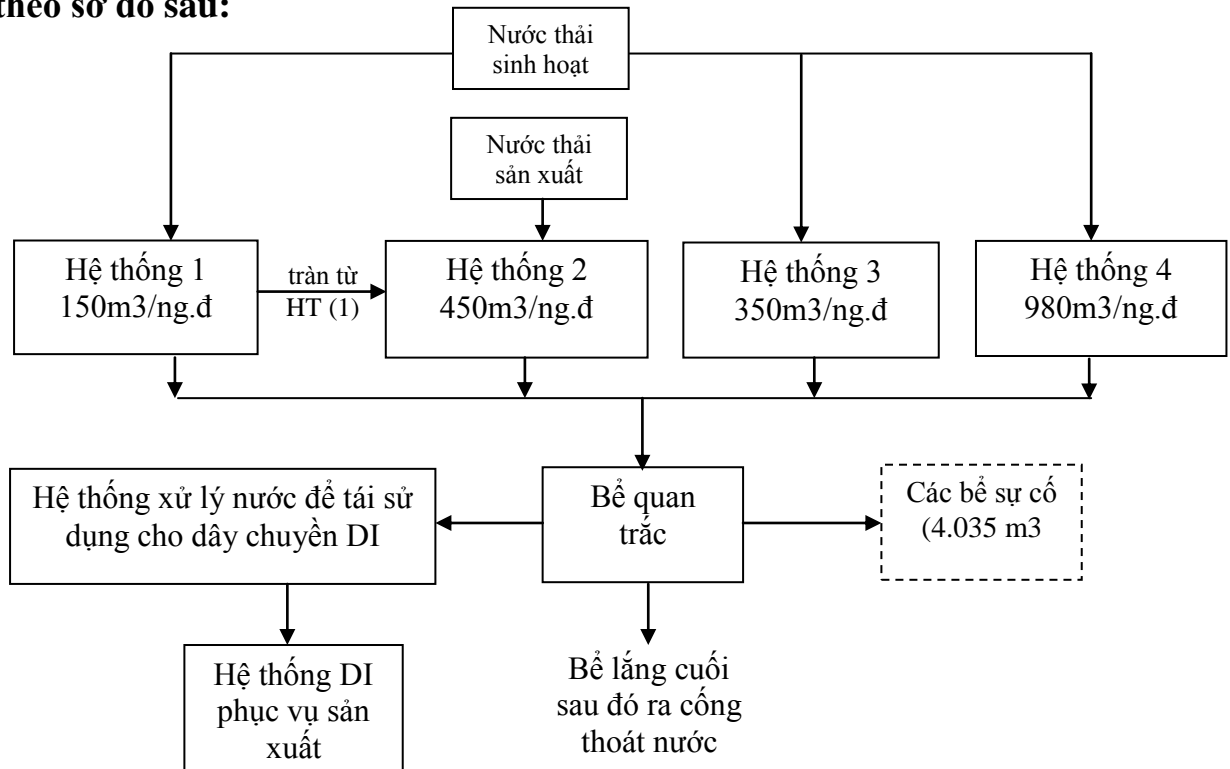 theo sơ đồ sau:
Nước thải
sinh hoạt
Nước thải
sản xuất
Hệ thống 1
150m3/ng.đ
tràn từ
HT (1)
Hệ thống 2
450m3/ng.đ
Hệ thống 3
350m3/ng.đ
Hệ thống 4
980m3/ng.đ
Hệ thống xử lý nước để tái sử
dụng cho dây chuyền DI
Bể quan
trắc
Các bể sự cố
(4.035 m3
Hệ thống DI
phục vụ sản
xuất
Bể lắng cuối
sau đó ra cống
thoát nước